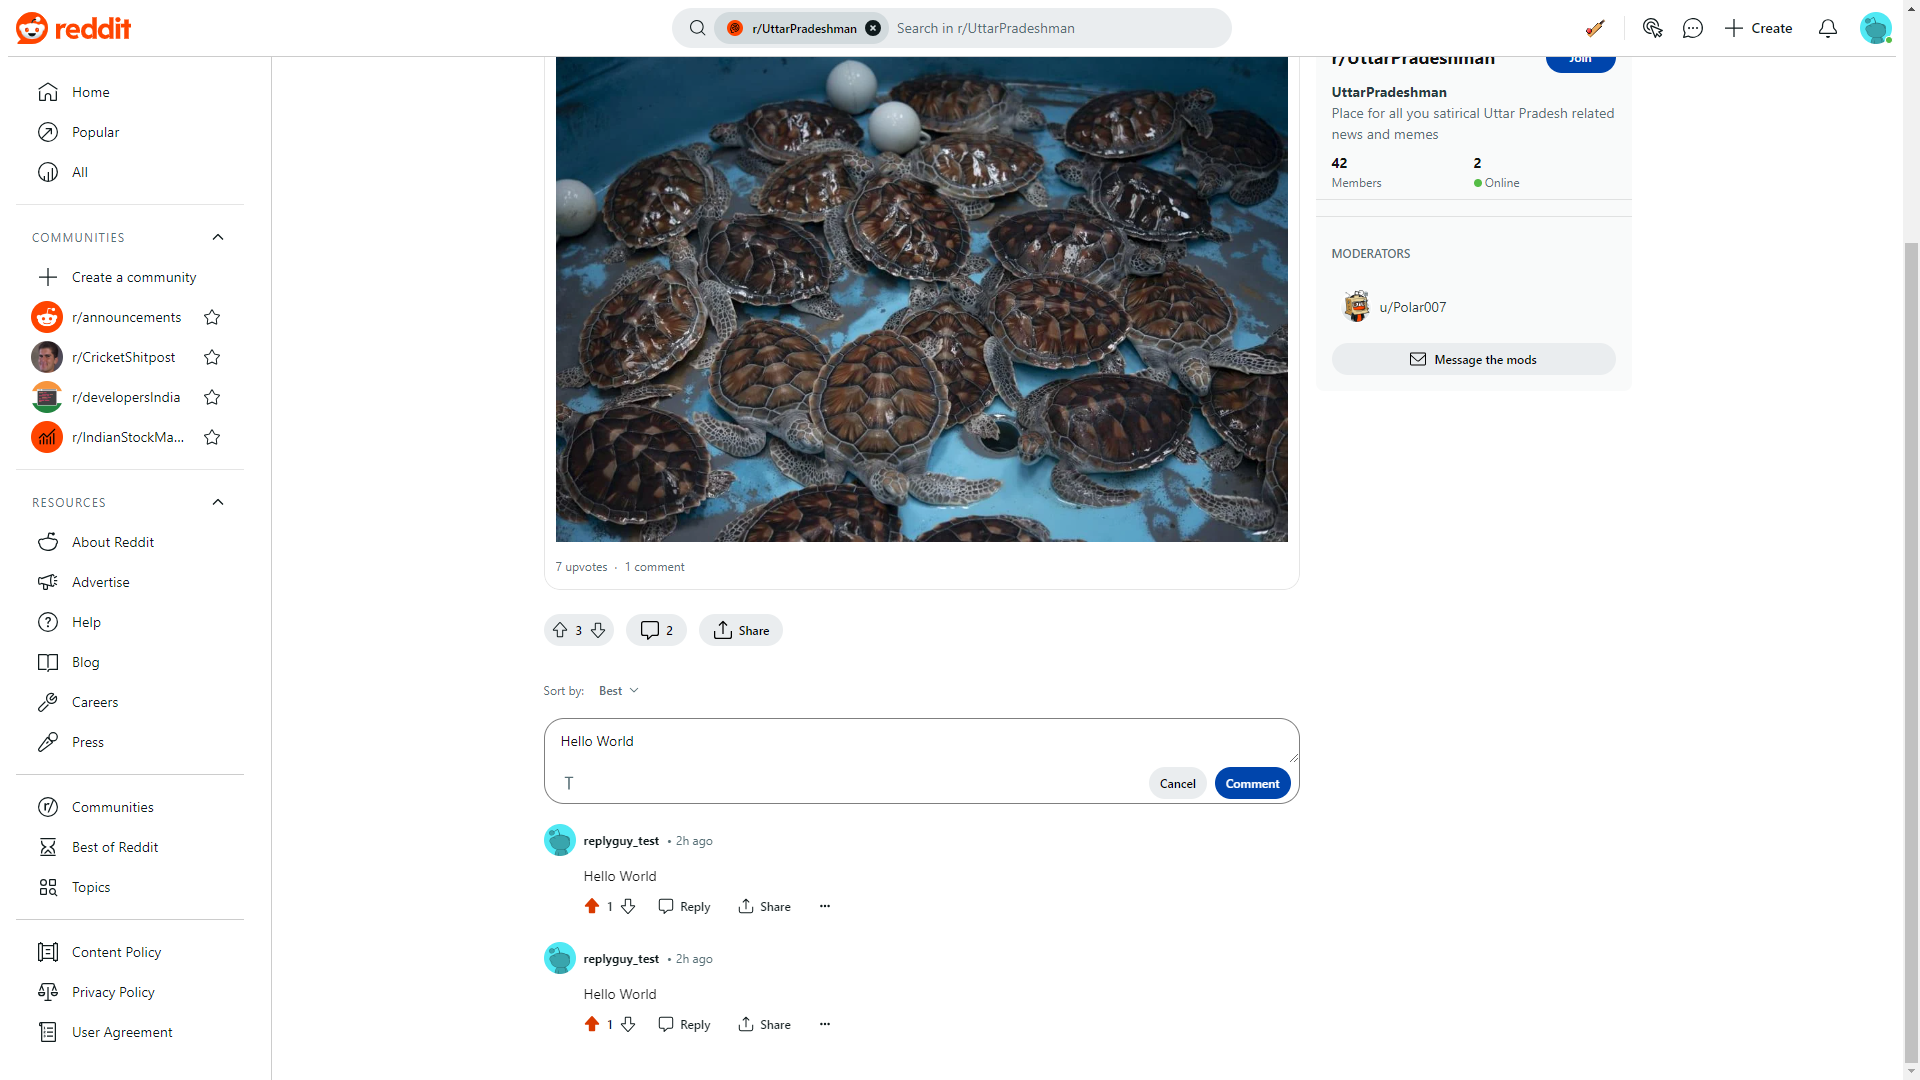 reddit
r/UttarPradeshman
Search in r/UttarPradeshman
Create
Home
Popular
All
COMMUNITIES
Create a community
r/announcements
r/CricketShitpost
r/developersIndia
r/IndianStockMa...
RESOURCES
About Reddit
Advertise
Help
Blog
Careers
Press
Communities
Best of Reddit
Topics
Content Policy
Privacy Policy
User Agreement
7 upvotes • 1 comment
3
2
Share
Sort by: Best
Hello World
T
Cancel
Comment
replyguy_test • 2h ago
Hello World
1 Reply Share ...
replyguy_test • 2h ago
Hello World
1 Reply Share ...
r/UttarPradeshman
Join
UttarPradeshman
Place for all you satirical Uttar Pradesh related
news and memes
42 2
Members Online
MODERATORS
u/Polar007
Message the mods